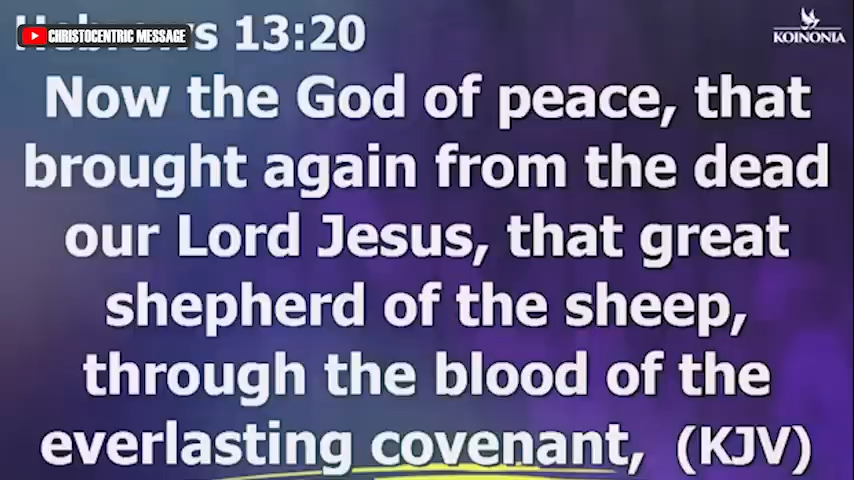 Hebrews 13:20
CHRISTOCENTRIC MESSAGE
KOINONIA
Now the God of peace, that
brought again from the dead
our Lord Jesus, that great
shepherd of the sheep,
through the blood of the
everlasting covenant, (KJV)